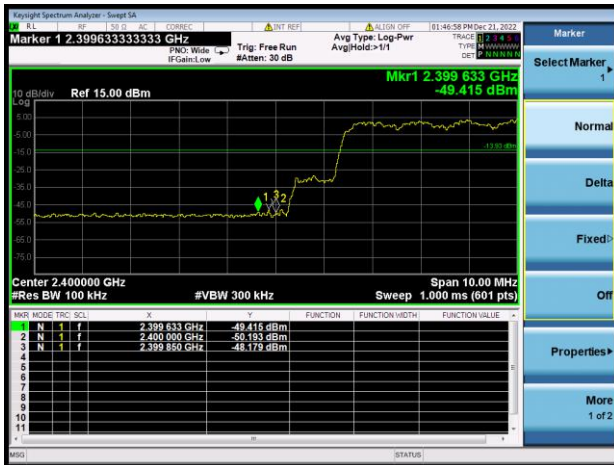 Keysight Spectrum Analyzer - Swept SA
RL RF 50 Ω AC CORREC INT REF ALIGN OFF 01:46:58 PM Dec 21, 2022
Marker 1 2.399633333333 GHz
PNO: Wide
IFGain:Low
Trig: Free Run
#Atten: 30 dB
Avg Type: Log-Pwr
Avg|Hold:>1/1
TRACE 1 2 3 4 5 6
TYPE M WWWWW
DET P N N N N N
Mkr1 2.399 633 GHz
-49.415 dBm
10 dB/div Ref 15.00 dBm
Log
5.00
-5.00
-15.0
-25.0
-35.0
-45.0
-55.0
-65.0
-75.0
-13.93 dBm
1 3 2
Center 2.400000 GHz Span 10.00 MHz
#Res BW 100 kHz #VBW 300 kHz Sweep 1.000 ms (601 pts)
MKR MODE TRC SCL X Y FUNCTION FUNCTION WIDTH FUNCTION VALUE
1 N 1 f 2.399 633 GHz -49.415 dBm
2 N 1 f 2.400 000 GHz -50.193 dBm
3 N 1 f 2.399 850 GHz -48.179 dBm
4
5
6
7
8
9
10
11
MSG STATUS
Marker
Select Marker
1
Normal
Delta
Fixed
Off
Properties
More
1 of 2